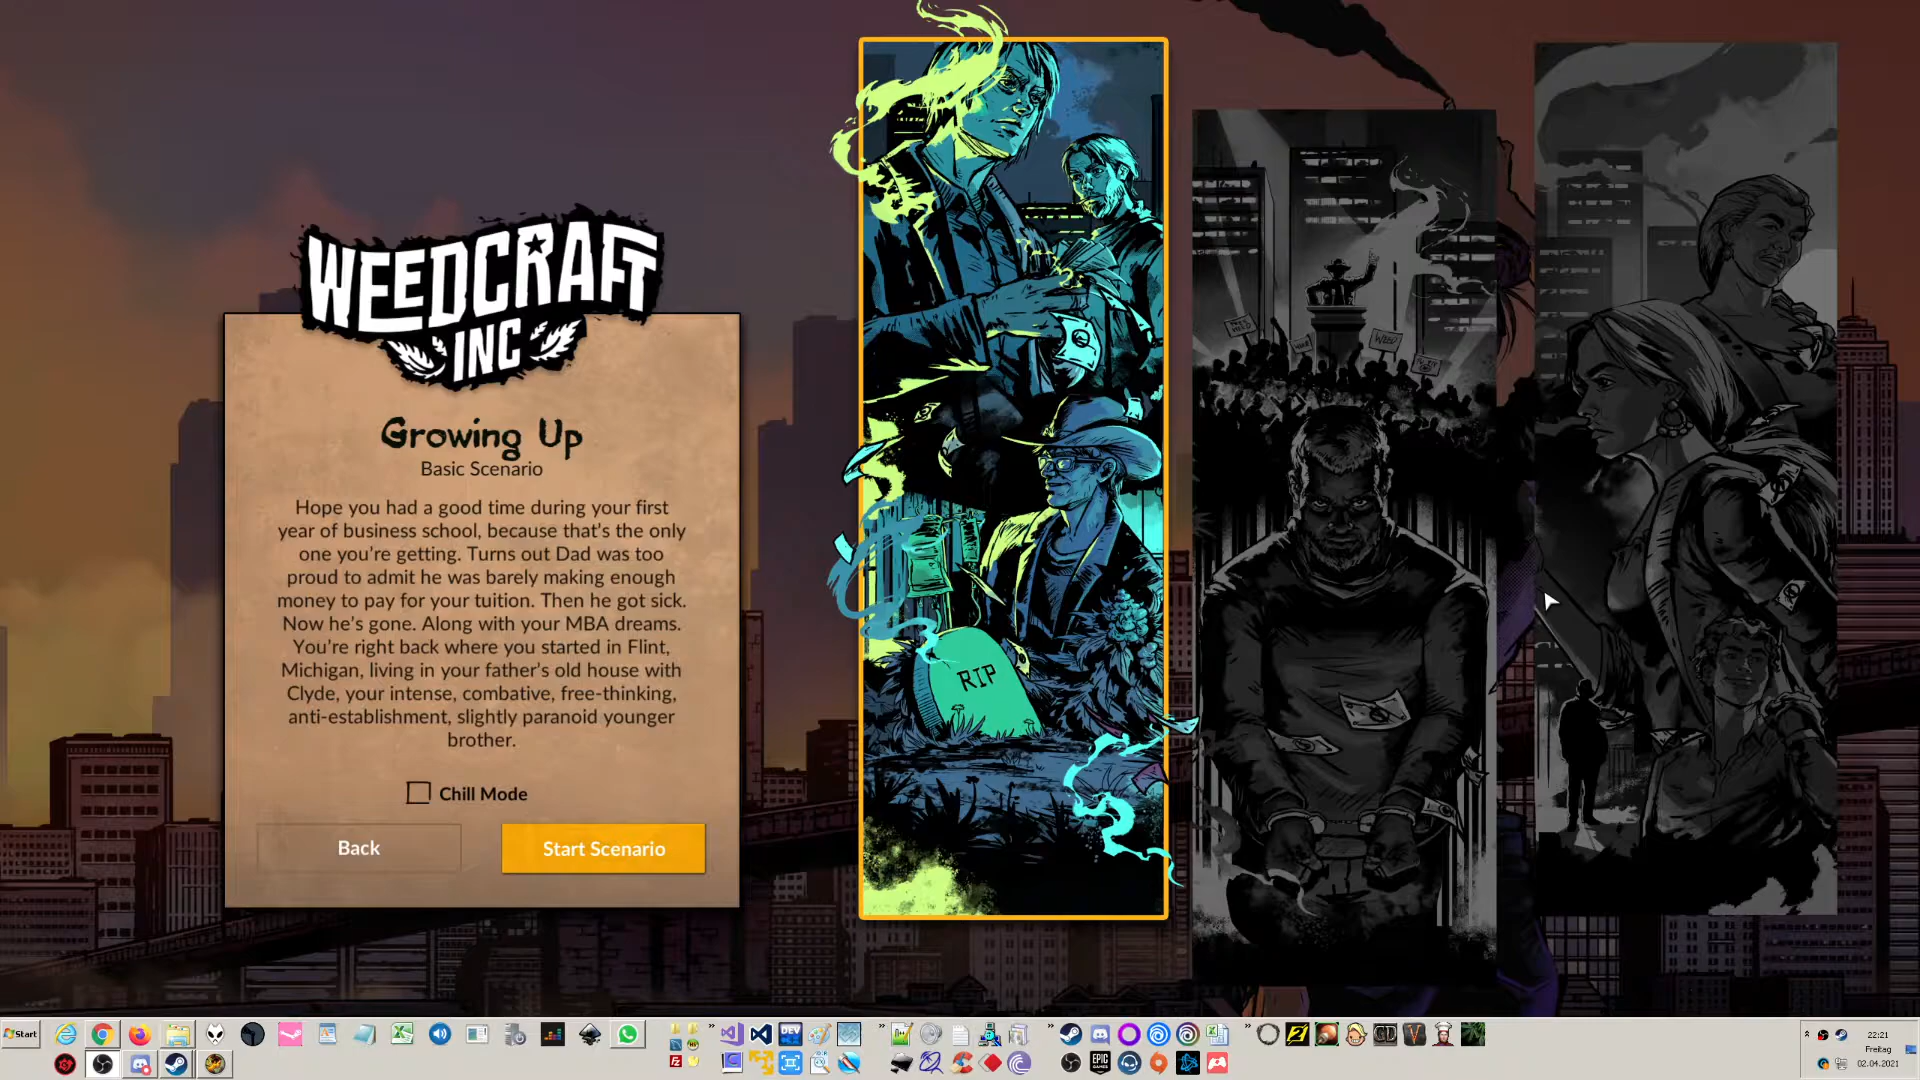 WEEDCRAFT
INC
Growing Up
Basic Scenario
Hope you had a good time during your first
year of business school, because that's the only
one you're getting. Turns out Dad was too
proud to admit he was barely making enough
money to pay for your tuition. Then he got sick.
Now he's gone. Along with your MBA dreams.
You're right back where you started in Flint,
Michigan, living in your father's old house with
Clyde, your intense, combative, free-thinking,
anti-establishment, slightly paranoid younger
brother.
Chill Mode
Back
Start Scenario
RIP
WEED
Start
DEV
EPIC
GAMES
22:21
Freitag
02.04.2021